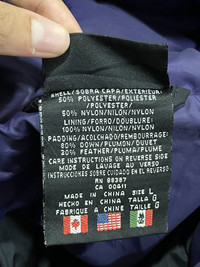 SHELL/SOBRA CAPA/EXTERIEUR
50% POLYESTER/POLIESTER
/POLYESTER/
50% NYLON/NILON/NYLON
LINING/FORRO/DOUBLURE:
100% NYLON/NILON/NYLON
PADDING/ACOLCHADO/REMBOURRAGE
80% DOWN/PLUMON/DUVET
20% FEATHER/PLUMA/PLUME
CARE INSTRUCTIONS ON REVERSE SIDE
MODE DE LAVAGE AU VERSO
INSTRUCCIONES SOBRE CUIDADO EN REVERSO
RN 88387
CA 00411
MADE IN CHINA SIZE L
HECHO EN CHINA TALLA G
FABRIQUE A CHINE TAILLE G